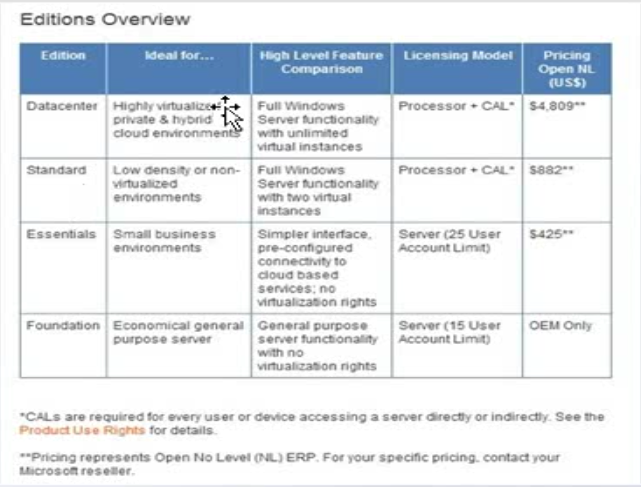 Editions Overview
Edition
Ideal for...
High Level Feature
Comparison
Licensing Model
Pricing
Open NL
(US$)
Datacenter
Highly virtualized
private & hybrid
cloud environments
Full Windows
Server functionality
with unlimited
virtual instances
Processor + CAL*
$4,809**
Standard
Low density or non-
virtualized
environments
Full Windows
Server functionality
with two virtual
instances
Processor + CAL*
$882**
Essentials
Small business
environments
Simpler interface,
pre-configured
connectivity to
cloud based
services; no
virtualization rights
Server (25 User
Account Limit)
$425**
Foundation
Economical general
purpose server
General purpose
server functionality
with no
virtualization rights
Server (15 User
Account Limit)
OEM Only
*CALs are required for every user or device accessing a server directly or indirectly. See the
Product Use Rights for details.
**Pricing represents Open No Level (NL) ERP. For your specific pricing, contact your
Microsoft reseller.